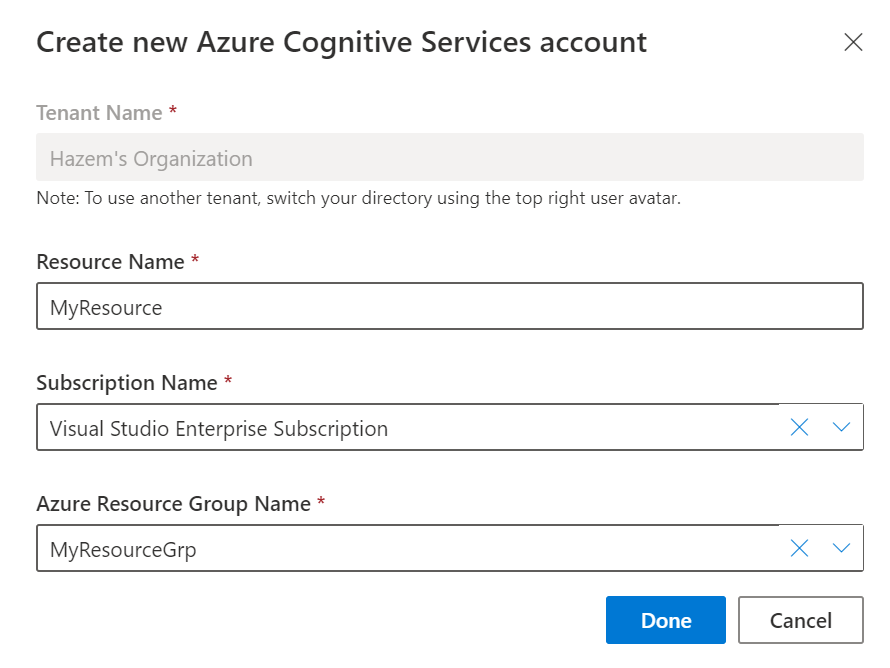 Create new Azure Cognitive Services account
Tenant Name *
Hazem's Organization
Note: To use another tenant, switch your directory using the top right user avatar.
Resource Name *
MyResource
Subscription Name *
Visual Studio Enterprise Subscription
Azure Resource Group Name *
MyResourceGrp
Done Cancel